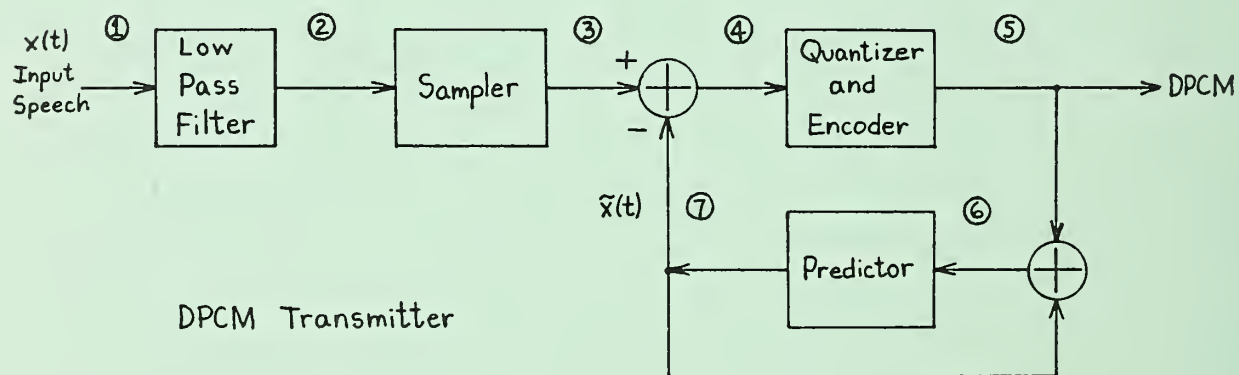 ①
②
③
④
⑤
x(t)
Input
Speech
Low
Pass
Filter
Sampler
+
−
Quantizer
and
Encoder
DPCM
x̃(t)
⑦
⑥
Predictor
DPCM Transmitter